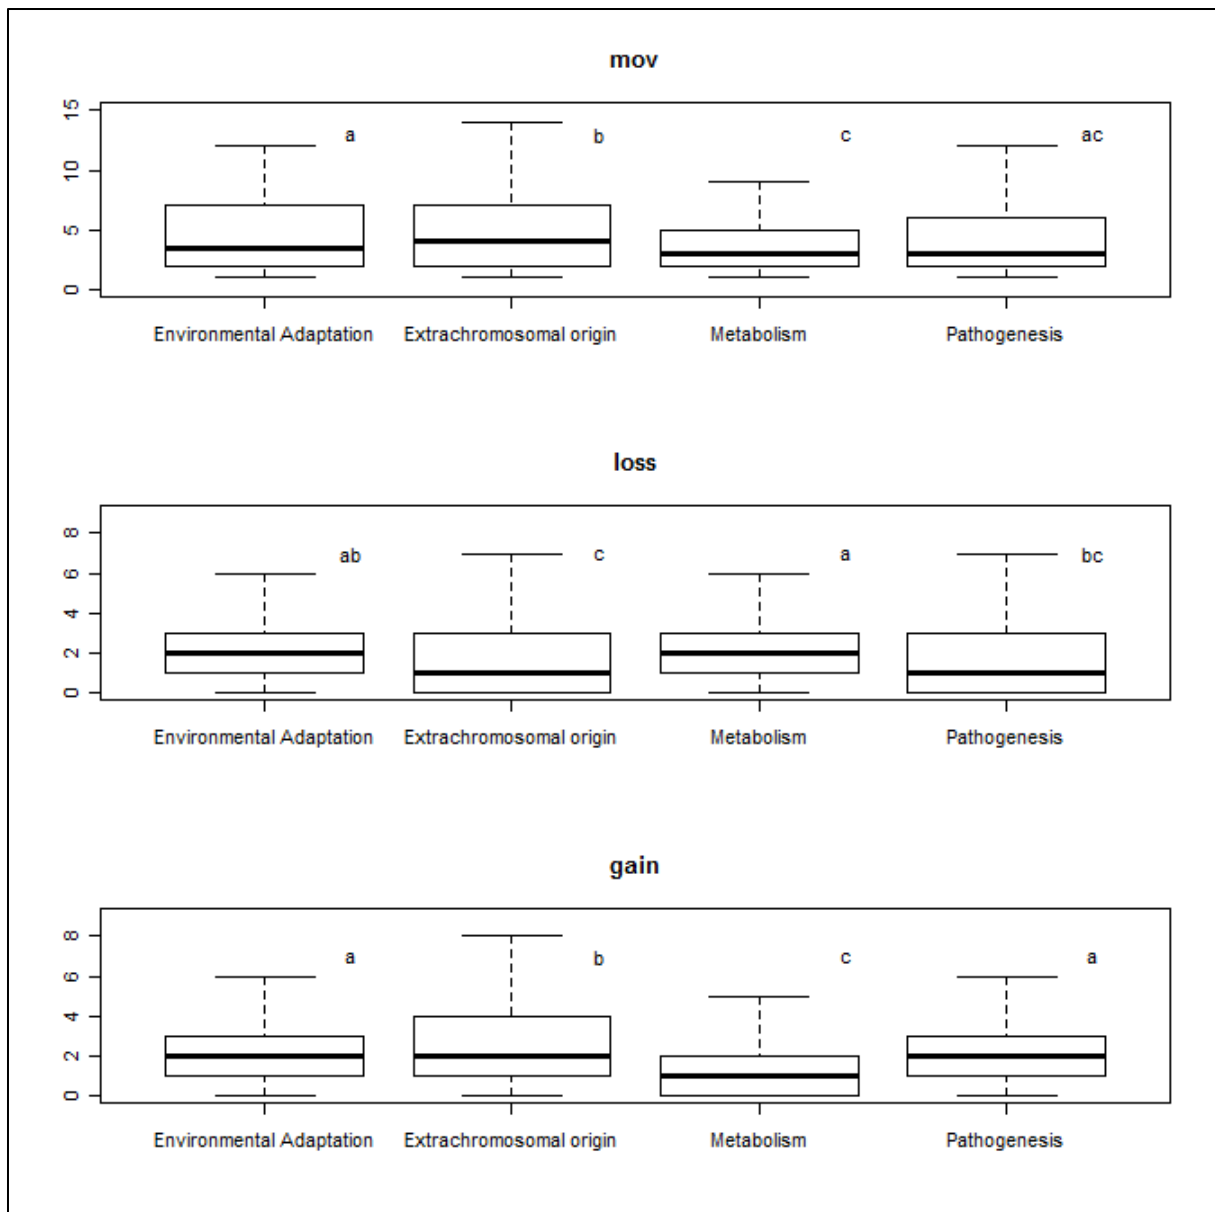 mov
15
a
b
c
ac
10
5
0
Environmental Adaptation Extrachromosomal origin Metabolism Pathogenesis
loss
8
ab
c
a
bc
6
4
2
0
Environmental Adaptation Extrachromosomal origin Metabolism Pathogenesis
gain
8
a
b
c
a
6
4
2
0
Environmental Adaptation Extrachromosomal origin Metabolism Pathogenesis